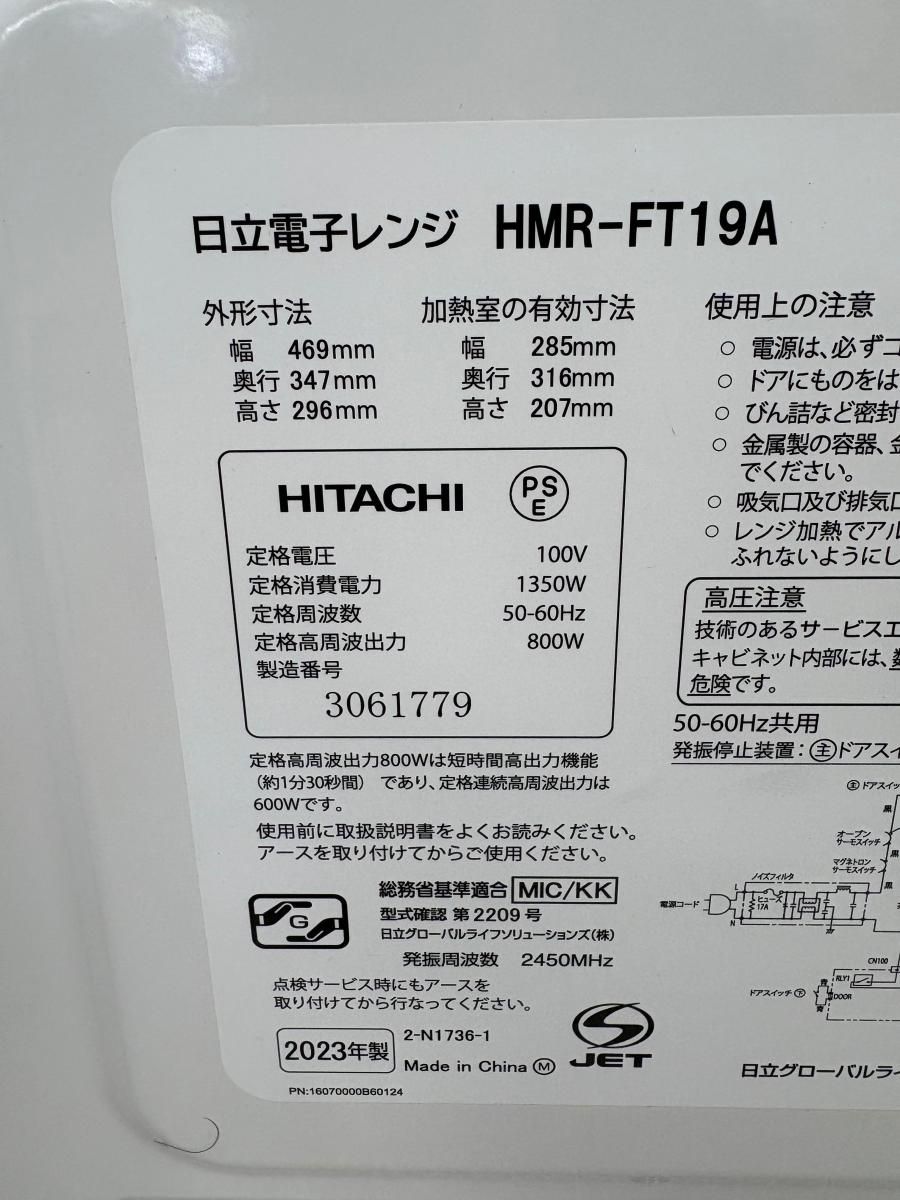 日立電子レンジ HMR-FT19A
外形寸法
幅 469mm
奥行 347mm
高さ 296mm
加熱室の有効寸法
幅 285mm
奥行 316mm
高さ 207mm
HITACHI
PS
E
定格電圧 100V
定格消費電力 1350W
定格周波数 50-60Hz
定格高周波出力 800W
製造番号
3061779
定格高周波出力800Wは短時間高出力機能
(約1分30秒間) であり、定格連続高周波出力は
600Wです。
使用前に取扱説明書をよくお読みください。
アースを取り付けてからご使用ください。
G
総務省基準適合 MIC/KK
型式確認 第2209号
日立グローバルライフソリューションズ(株)
発振周波数 2450MHz
点検サービス時にもアースを
取り付けてから行なってください。
2023年製
2-N1736-1
Made in China Ⓜ
JET
PN:16070000B60124
使用上の注意
○ 電源は、必ずコ
○ ドアにものをは
○ びん詰など密封
○ 金属製の容器、金
でください。
○ 吸気口及び排気口
○ レンジ加熱でアル
ふれないようにし
高圧注意
技術のあるサービスエ
キャビネット内部には、数
危険です。
50-60Hz共用
発振停止装置:㊤ドアスイ